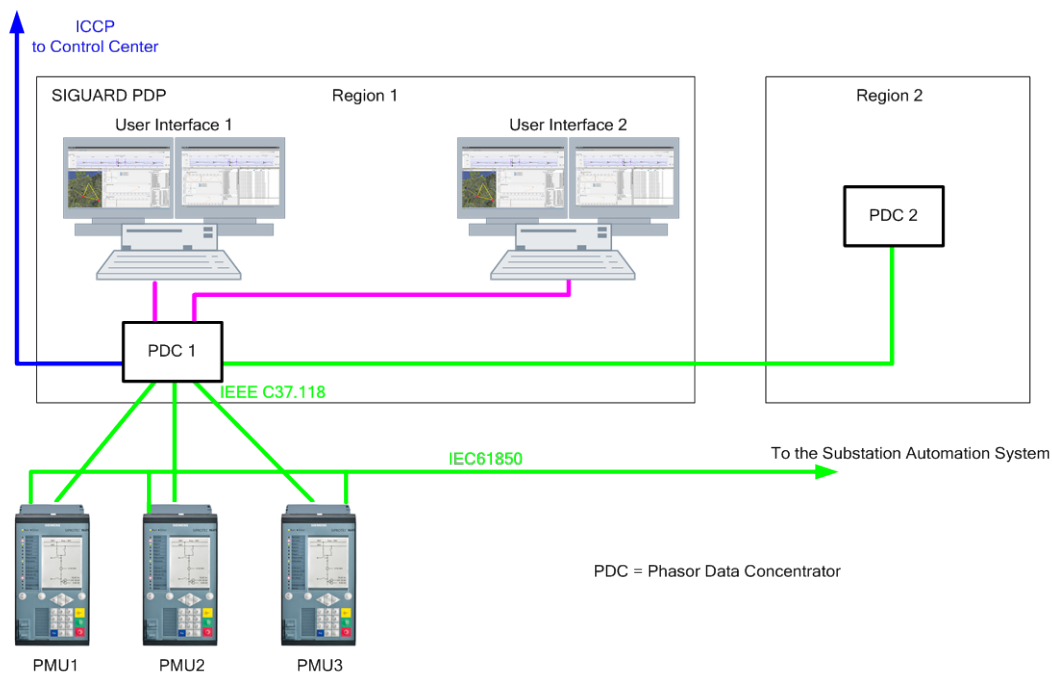 ICCP
to Control Center
SIGUARD PDP
Region 1
Region 2
User Interface 1
User Interface 2
PDC 2
PDC 1
IEEE C37.118
To the Substation Automation System
IEC61850
PDC = Phasor Data Concentrator
PMU1
PMU2
PMU3